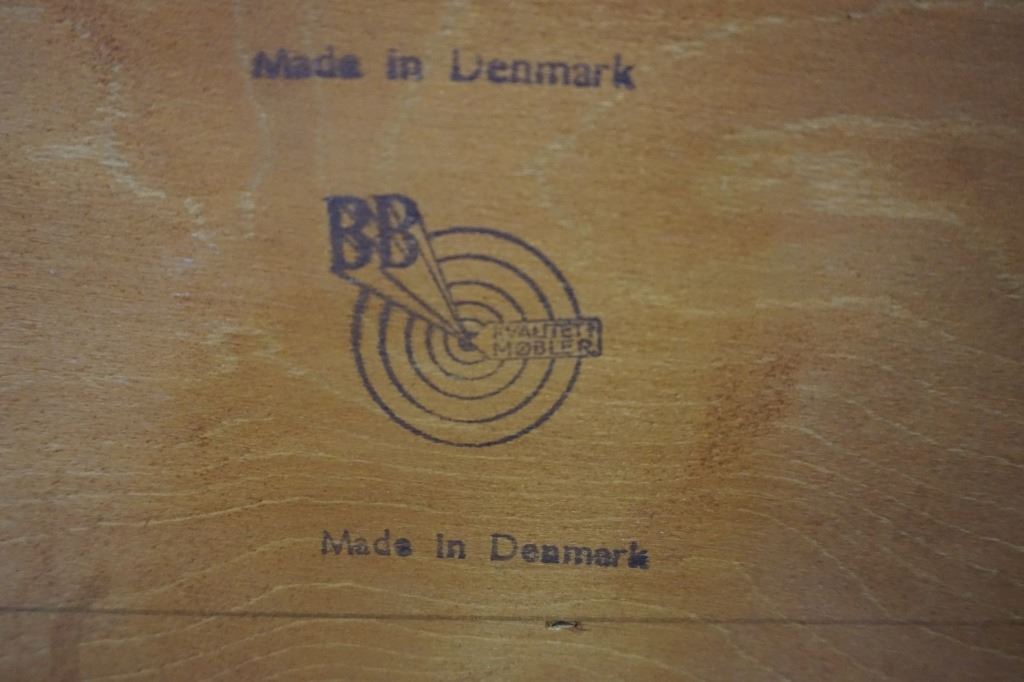 Made in Denmark
BB
KVALITETS
MØBLER
Made in Denmark